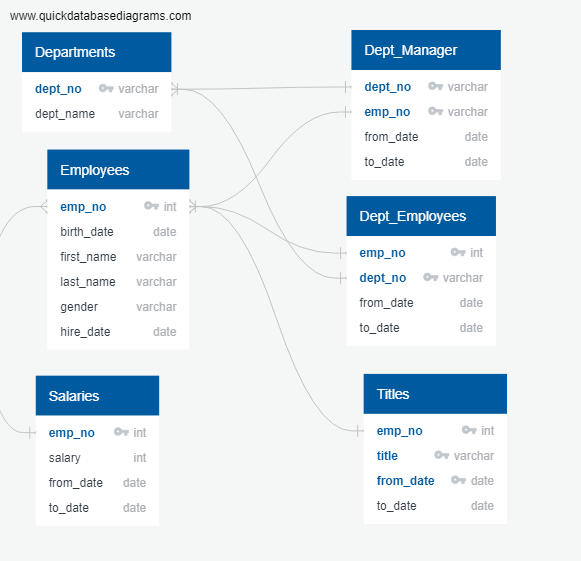 www.quickdatabasediagrams.com
Departments
dept_no varchar
dept_name varchar
Employees
emp_no int
birth_date date
first_name varchar
last_name varchar
gender varchar
hire_date date
Salaries
emp_no int
salary int
from_date date
to_date date
Dept_Manager
dept_no varchar
emp_no varchar
from_date date
to_date date
Dept_Employees
emp_no int
dept_no varchar
from_date date
to_date date
Titles
emp_no int
title varchar
from_date date
to_date date